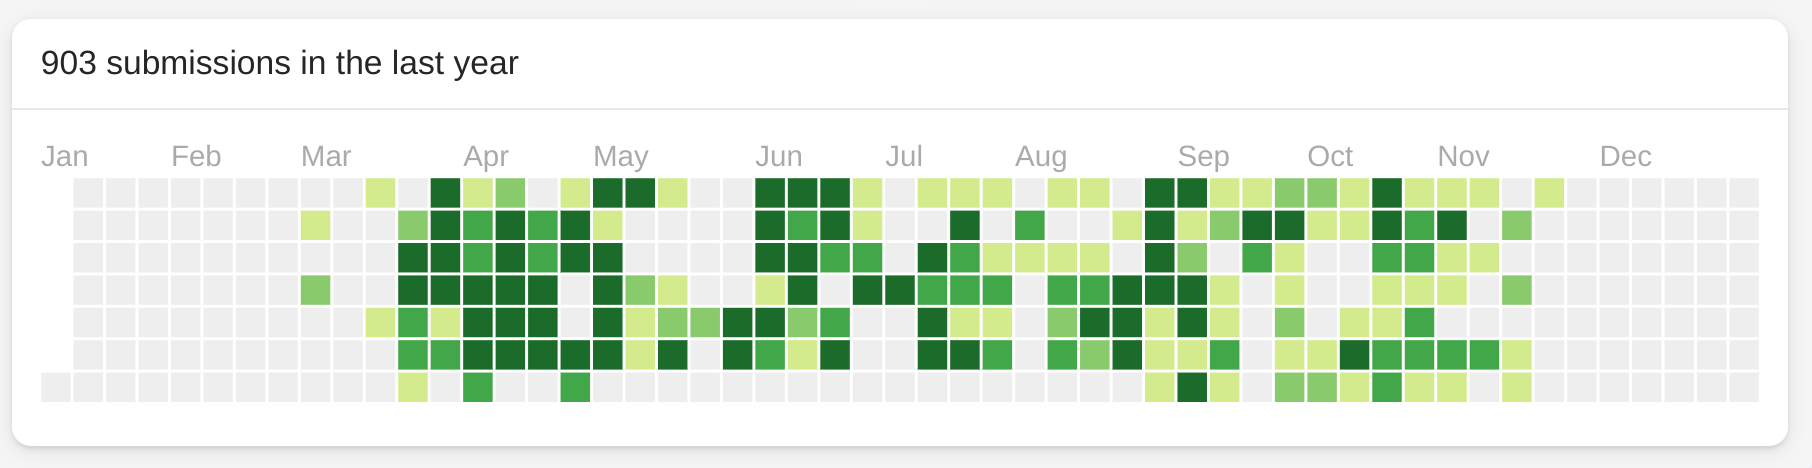 903 submissions in the last year
Jan Feb Mar Apr May Jun Jul Aug Sep Oct Nov Dec